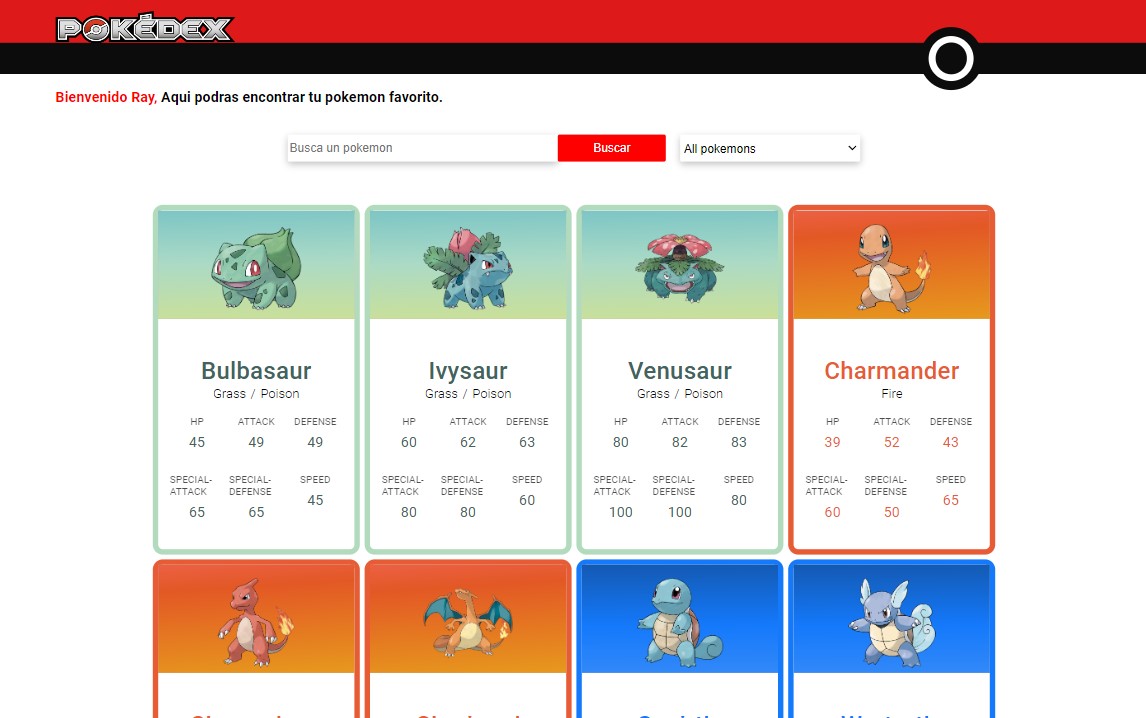 POKÉDEX
Bienvenido Ray, Aqui podras encontrar tu pokemon favorito.
Busca un pokemon Buscar All pokemons
Bulbasaur Ivysaur Venusaur Charmander
Grass / Poison Grass / Poison Grass / Poison Fire
HP ATTACK DEFENSE HP ATTACK DEFENSE HP ATTACK DEFENSE HP ATTACK DEFENSE
45 49 49 60 62 63 80 82 83 39 52 43
SPECIAL- SPECIAL- SPEED SPECIAL- SPECIAL- SPEED SPECIAL- SPECIAL- SPEED SPECIAL- SPECIAL- SPEED
ATTACK DEFENSE ATTACK DEFENSE ATTACK DEFENSE ATTACK DEFENSE
45 60 80 65
65 65 80 80 100 100 60 50